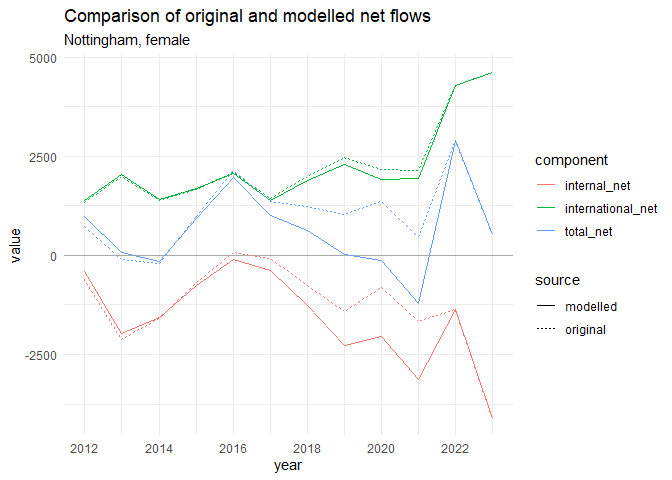 Comparison of original and modelled net flows
Nottingham, female
5000
2500
0
-2500
value
2012
2014
2016
2018
2020
2022
year
component
internal_net
international_net
total_net
source
modelled
original